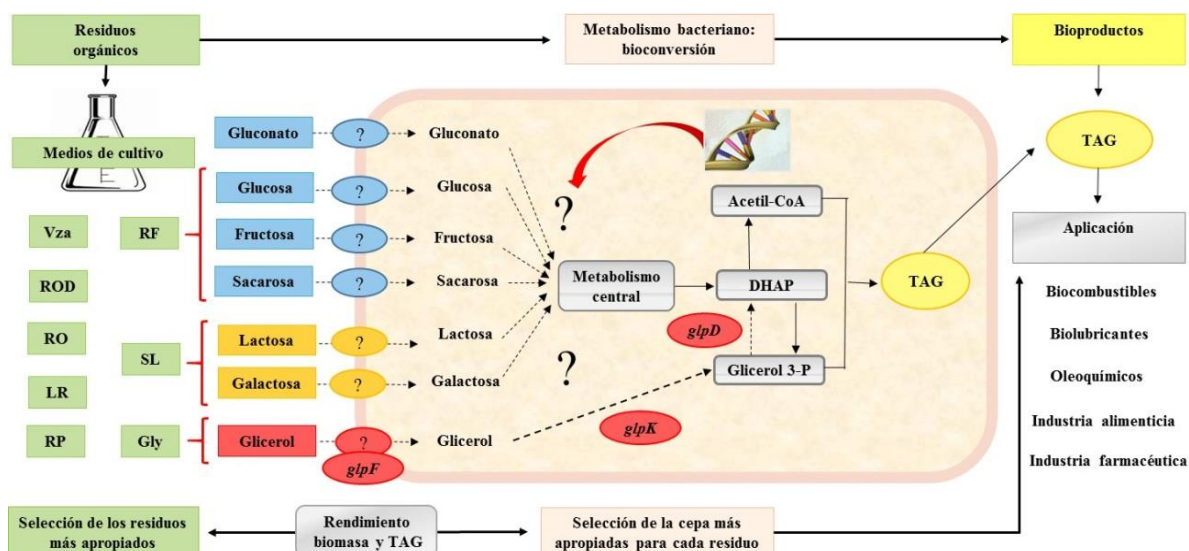 Residuos
orgánicos
Metabolismo bacteriano:
bioconversión
Bioproductos
Medios de cultivo
Vza
ROD
RO
LR
RP
RF
SL
Gly
Gluconato
?
Gluconato
Glucosa
?
Glucosa
Fructosa
?
Fructosa
Sacarosa
?
Sacarosa
Lactosa
?
Lactosa
Galactosa
?
Galactosa
Glicerol
?
glpF
Glicerol
?
?
Metabolismo
central
Acetil-CoA
DHAP
glpD
Glicerol 3-P
glpK
TAG
TAG
Aplicación
Biocombustibles
Biolubricantes
Oleoquímicos
Industria alimenticia
Industria farmacéutica
Selección de los residuos
más apropiados
Rendimiento
biomasa y TAG
Selección de la cepa más
apropiadas para cada residuo